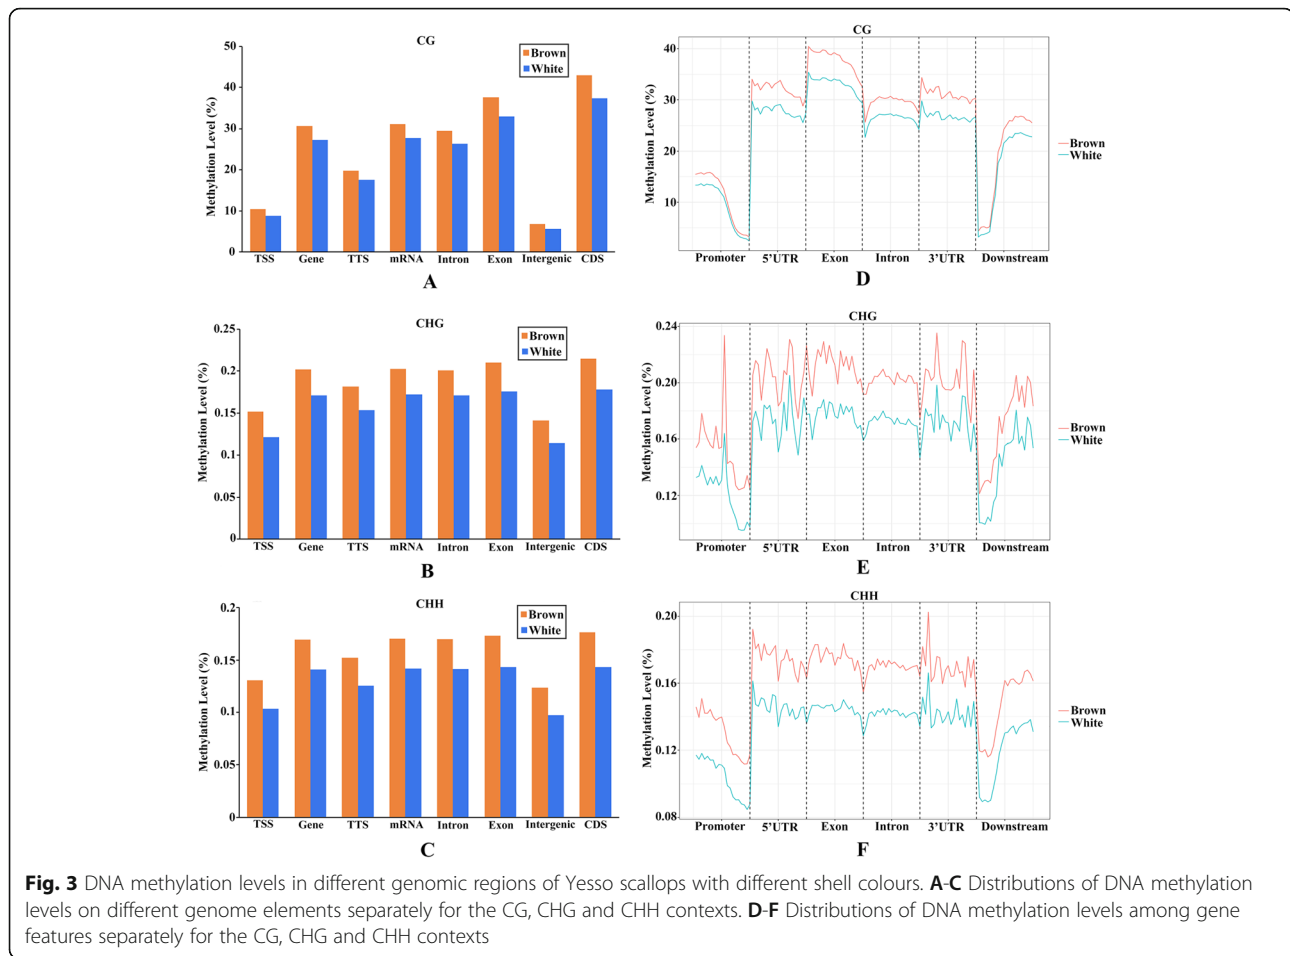 CG
Methylation Level (%)
50
40
30
20
10
0
Brown
White
TSS Gene TTS mRNA Intron Exon Intergenic CDS
A
CG
Methylation Level (%)
40
30
20
10
Brown
White
Promoter 5'UTR Exon Intron 3'UTR Downstream
D
CHG
Methylation Level (%)
0.25
0.2
0.15
0.1
0.05
0
Brown
White
TSS Gene TTS mRNA Intron Exon Intergenic CDS
B
CHG
Methylation Level (%)
0.24
0.20
0.16
0.12
Brown
White
Promoter 5'UTR Exon Intron 3'UTR Downstream
E
CHH
Methylation Level (%)
0.2
0.15
0.1
0.05
0
Brown
White
TSS Gene TTS mRNA Intron Exon Intergenic CDS
C
CHH
Methylation Level (%)
0.20
0.16
0.12
0.08
Brown
White
Promoter 5'UTR Exon Intron 3'UTR Downstream
F
Fig. 3 DNA methylation levels in different genomic regions of Yesso scallops with different shell colours. A-C Distributions of DNA methylation
levels on different genome elements separately for the CG, CHG and CHH contexts. D-F Distributions of DNA methylation levels among gene
features separately for the CG, CHG and CHH contexts